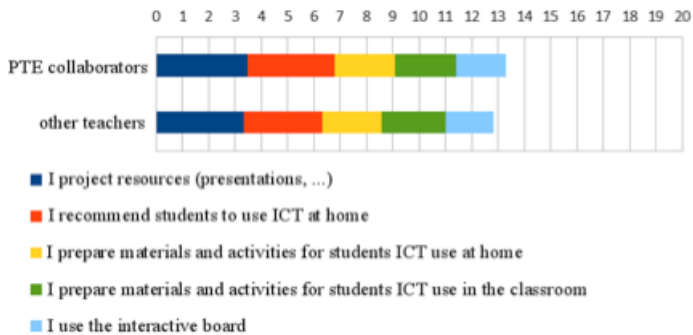 0 1 2 3 4 5 6 7 8 9 10 11 12 13 14 15 16 17 18 19 20
PTE collaborators
other teachers
I project resources (presentations, ...)
I recommend students to use ICT at home
I prepare materials and activities for students ICT use at home
I prepare materials and activities for students ICT use in the classroom
I use the interactive board